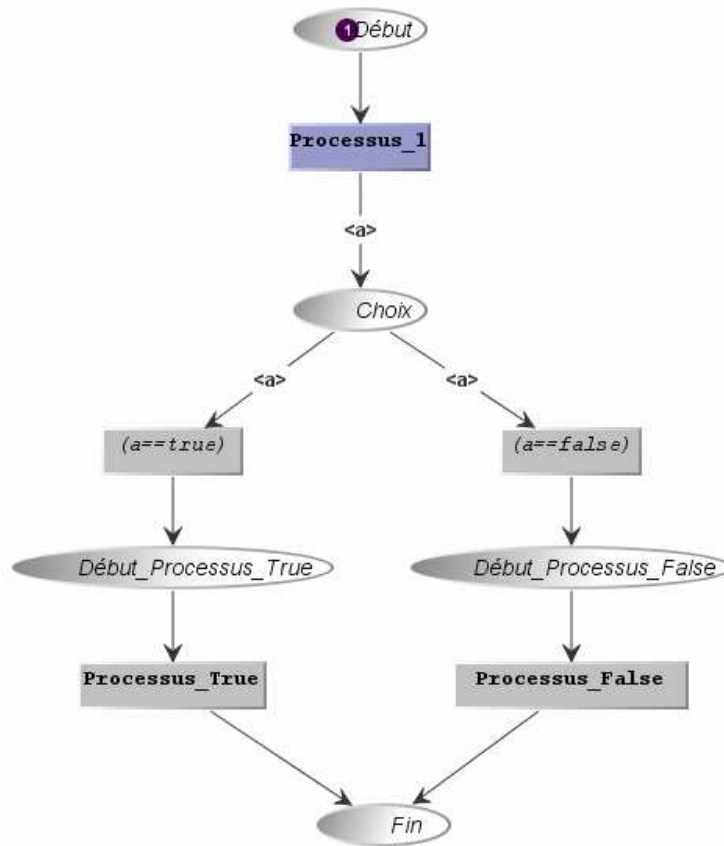 1 Début
Processus_1
<a>
Choix
<a> <a>
(a==true) (a==false)
Début_Processus_True Début_Processus_False
Processus_True Processus_False
Fin